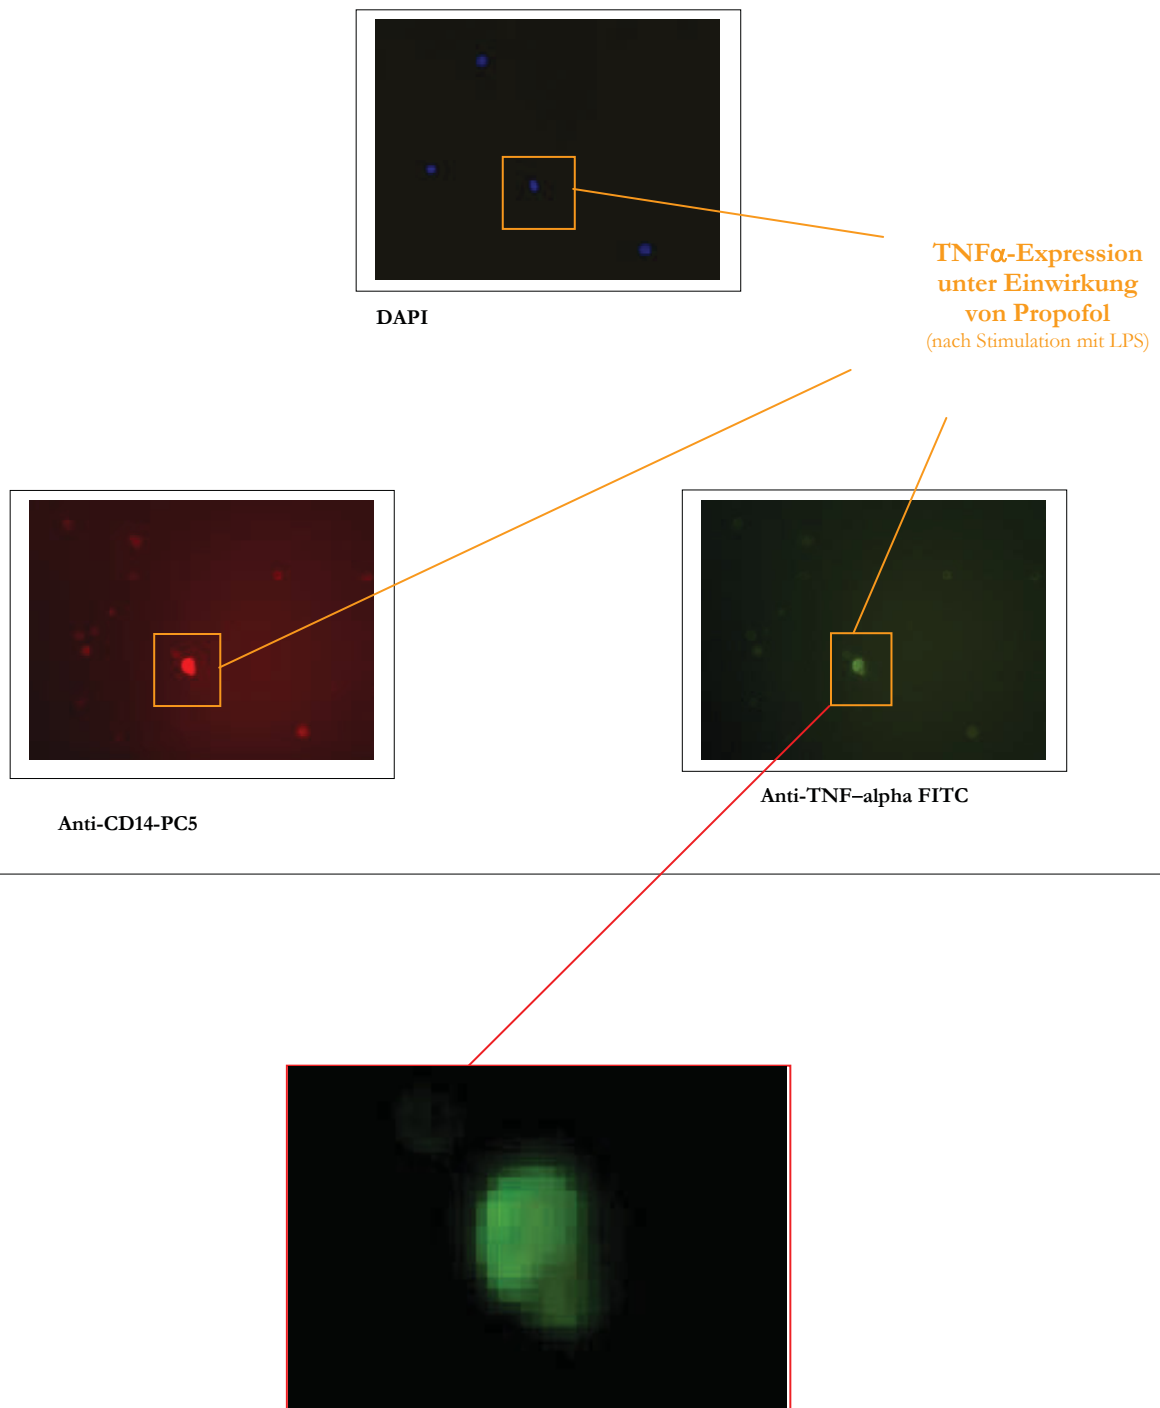 DAPI
TNFα-Expression
unter Einwirkung
von Propofol
(nach Stimulation mit LPS)
Anti-CD14-PC5
Anti-TNF–alpha FITC